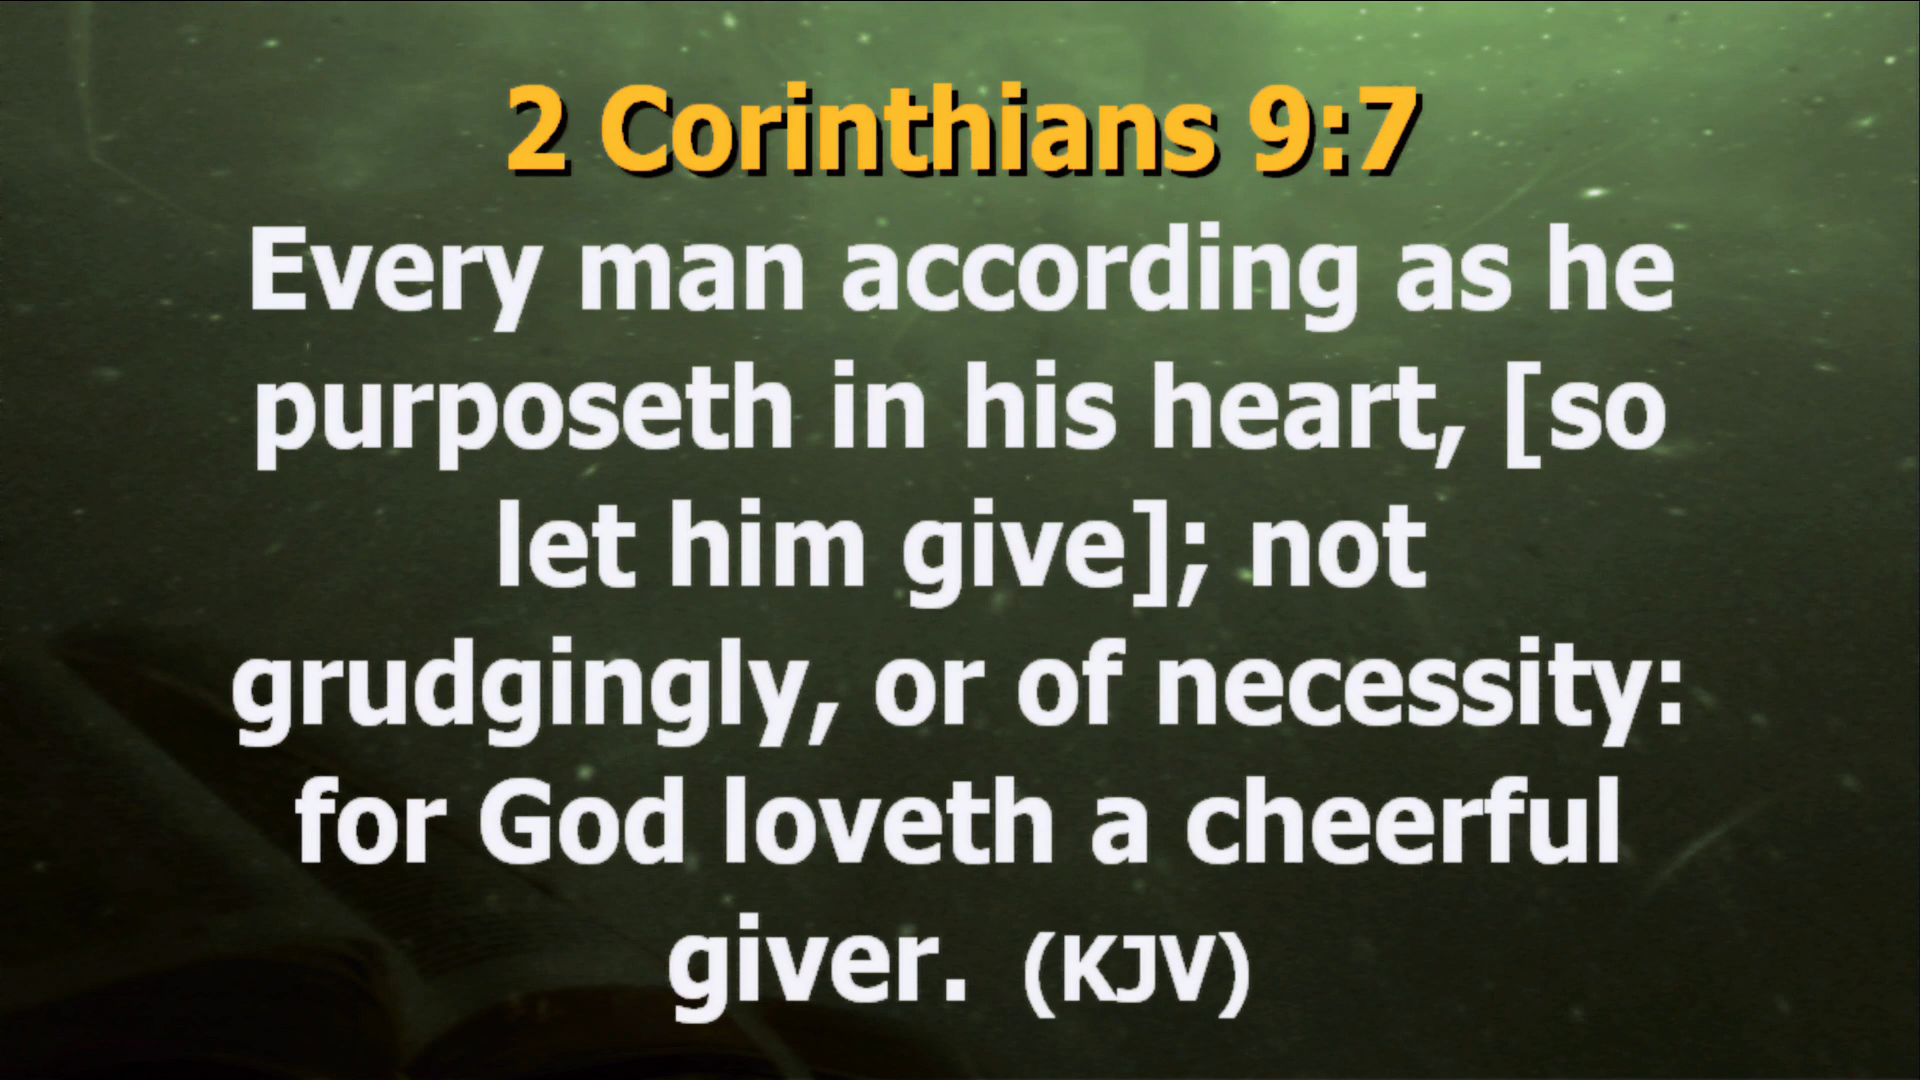 2 Corinthians 9:7
Every man according as he
purposeth in his heart, [so
let him give]; not
grudgingly, or of necessity:
for God loveth a cheerful
giver. (KJV)